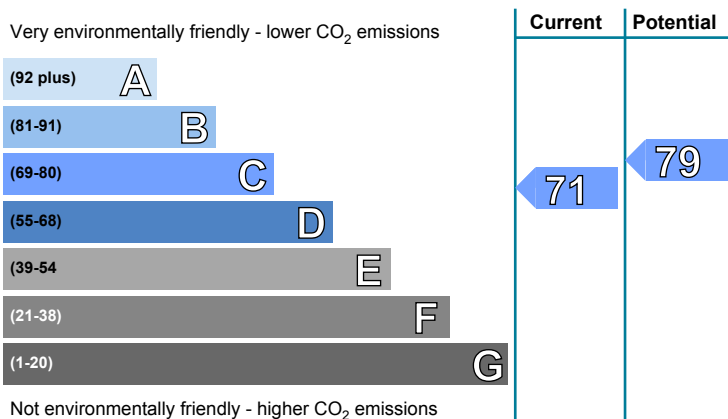 Current Potential
Very environmentally friendly - lower CO2 emissions
(92 plus) A
(81-91) B
(69-80) C
(55-68) D
(39-54 E
(21-38) F
(1-20) G
71
79
Not environmentally friendly - higher CO2 emissions